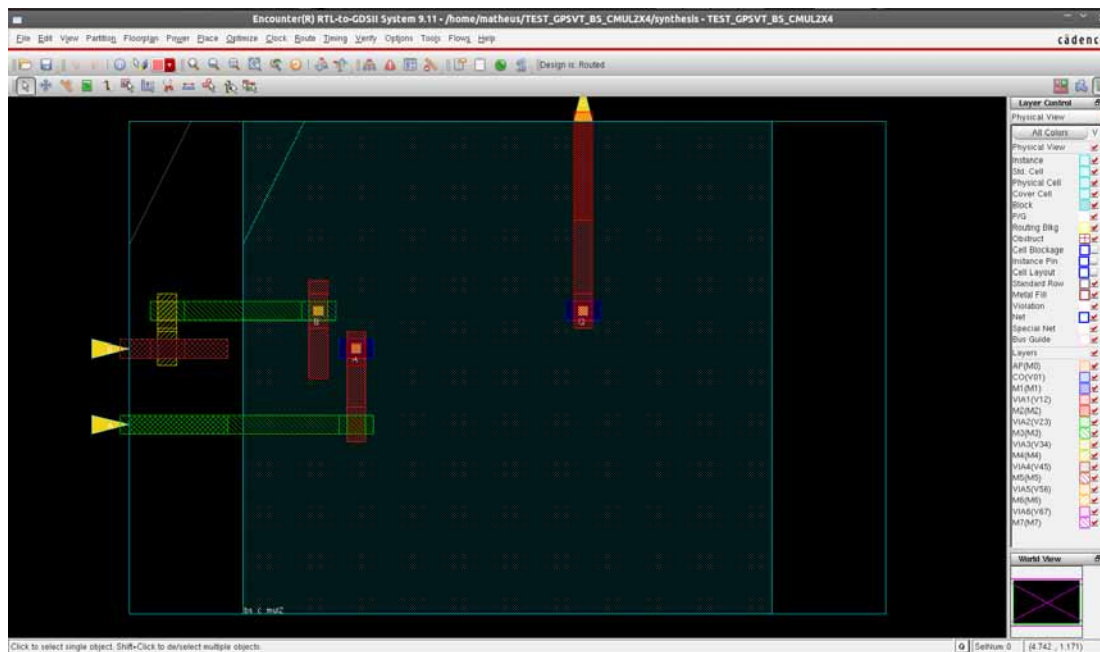 Encounter(R) RTL-to-GDSII System 9.11 - /home/matheus/TEST_GPSVT_BS_CMUL2X4/synthesis - TEST_GPSVT_BS_CMUL2X4
File Edit View Partition Floorplan Power Place Optimize Clock Route Timing Verify Options Tools Flows Help
cādence
Design is: Routed
Layer Control
Physical View
All Colors V
Physical View
Instance
Std. Cell
Physical Cell
Cover Cell
Block
P/G
Routing Blkg
Obstruct
Cell Blockage
Instance Pin
Cell Layout
Standard Row
Metal Fill
Violation
Net
Special Net
Bus Guide
Layers
AP(M0)
CO(V01)
M1(M1)
VIA1(V12)
M2(M2)
VIA2(V23)
M3(M3)
VIA3(V34)
M4(M4)
VIA4(V45)
M5(M5)
VIA5(V56)
M6(M6)
VIA6(V67)
M7(M7)
World View
B
A
Q
bs_c_mul2
Click to select single object. Shift+Click to de/select multiple objects.
Q SelNum: 0 (4.742 , 1.171)